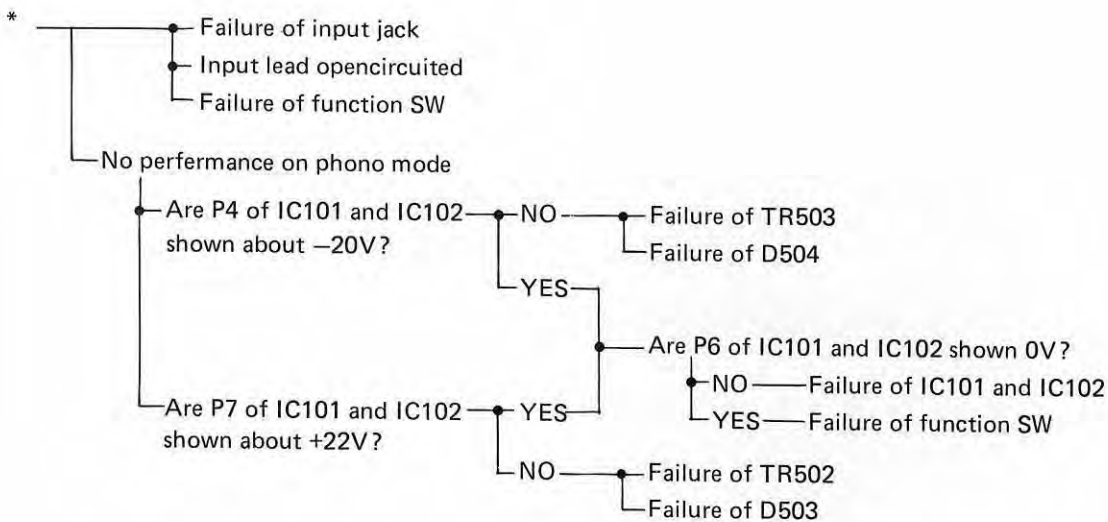 *
Failure of input jack
Input lead opencircuited
Failure of function SW
No perfermance on phono mode
Are P4 of IC101 and IC102
shown about −20V?
NO
Failure of TR503
Failure of D504
YES
Are P6 of IC101 and IC102 shown 0V?
NO
Failure of IC101 and IC102
YES
Failure of function SW
Are P7 of IC101 and IC102
shown about +22V?
YES
NO
Failure of TR502
Failure of D503